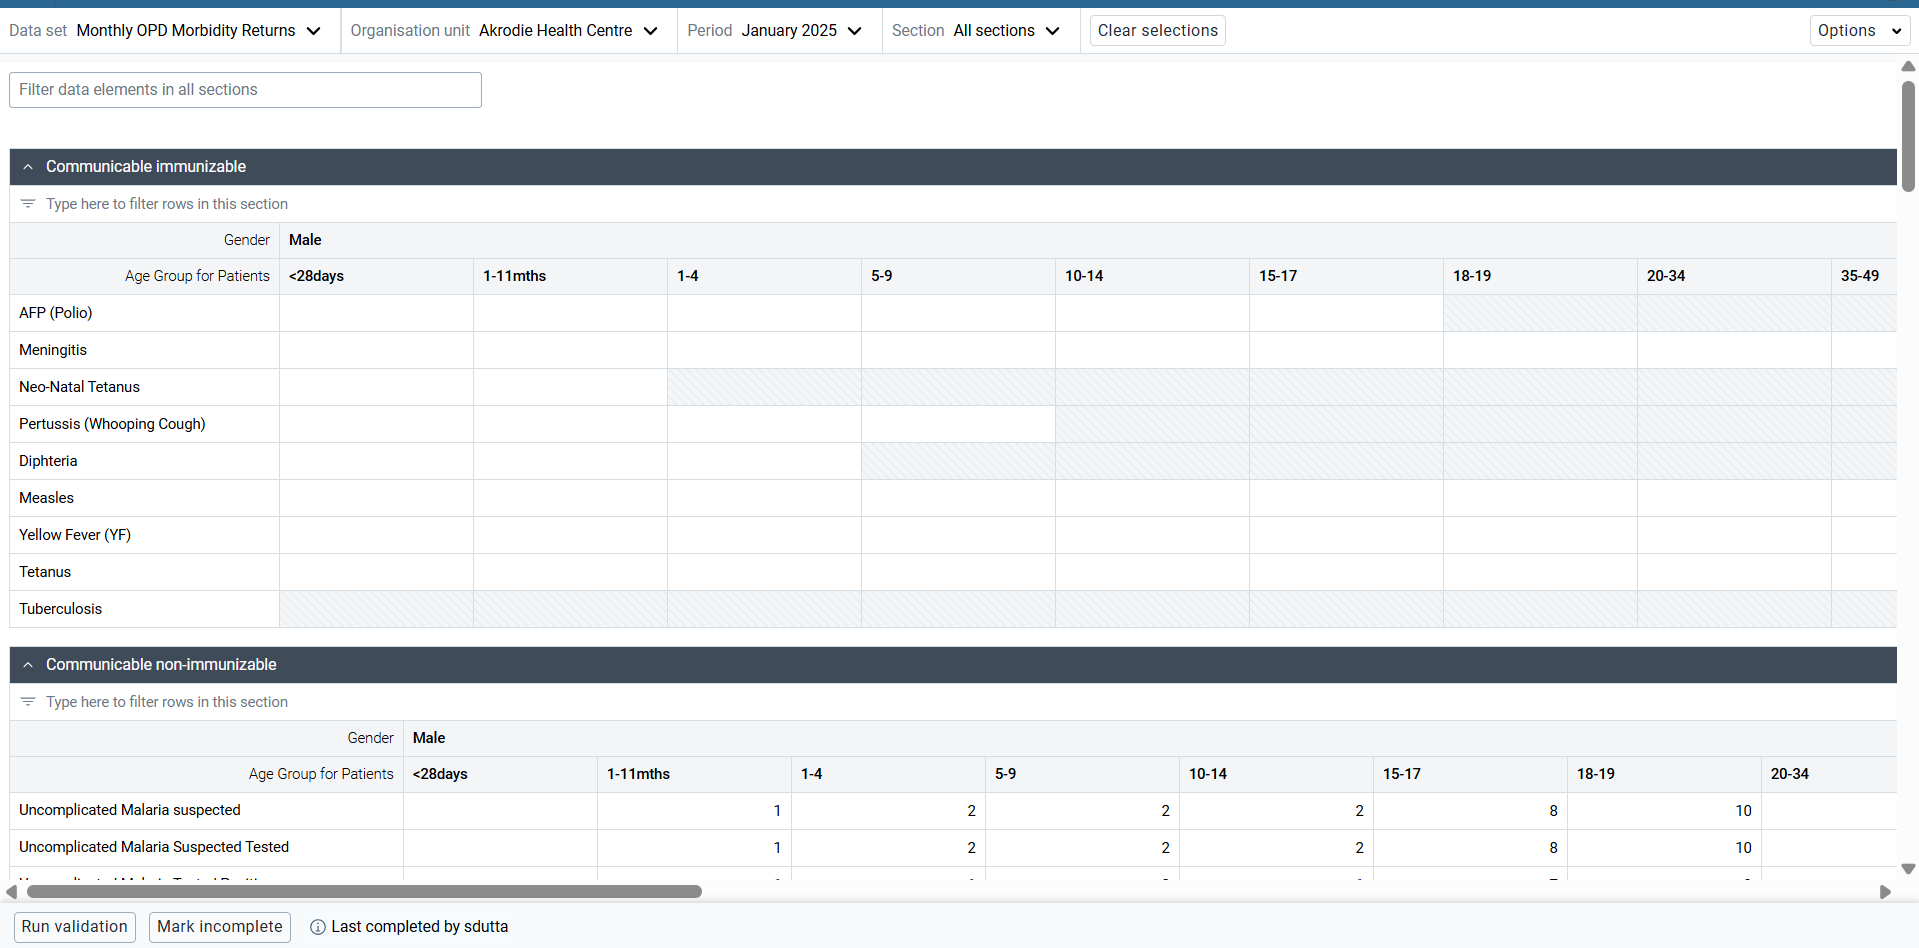 Data set Monthly OPD Morbidity Returns Organisation unit Akrodie Health Centre Period January 2025 Section All sections Clear selections Options
Filter data elements in all sections
Communicable immunizable
Type here to filter rows in this section
Gender Male
Age Group for Patients <28days 1-11mths 1-4 5-9 10-14 15-17 18-19 20-34 35-49
AFP (Polio)
Meningitis
Neo-Natal Tetanus
Pertussis (Whooping Cough)
Diphteria
Measles
Yellow Fever (YF)
Tetanus
Tuberculosis
Communicable non-immunizable
Type here to filter rows in this section
Gender Male
Age Group for Patients <28days 1-11mths 1-4 5-9 10-14 15-17 18-19 20-34
Uncomplicated Malaria suspected 1 2 2 2 8 10
Uncomplicated Malaria Suspected Tested 1 2 2 2 8 10
Run validation Mark incomplete Last completed by sdutta